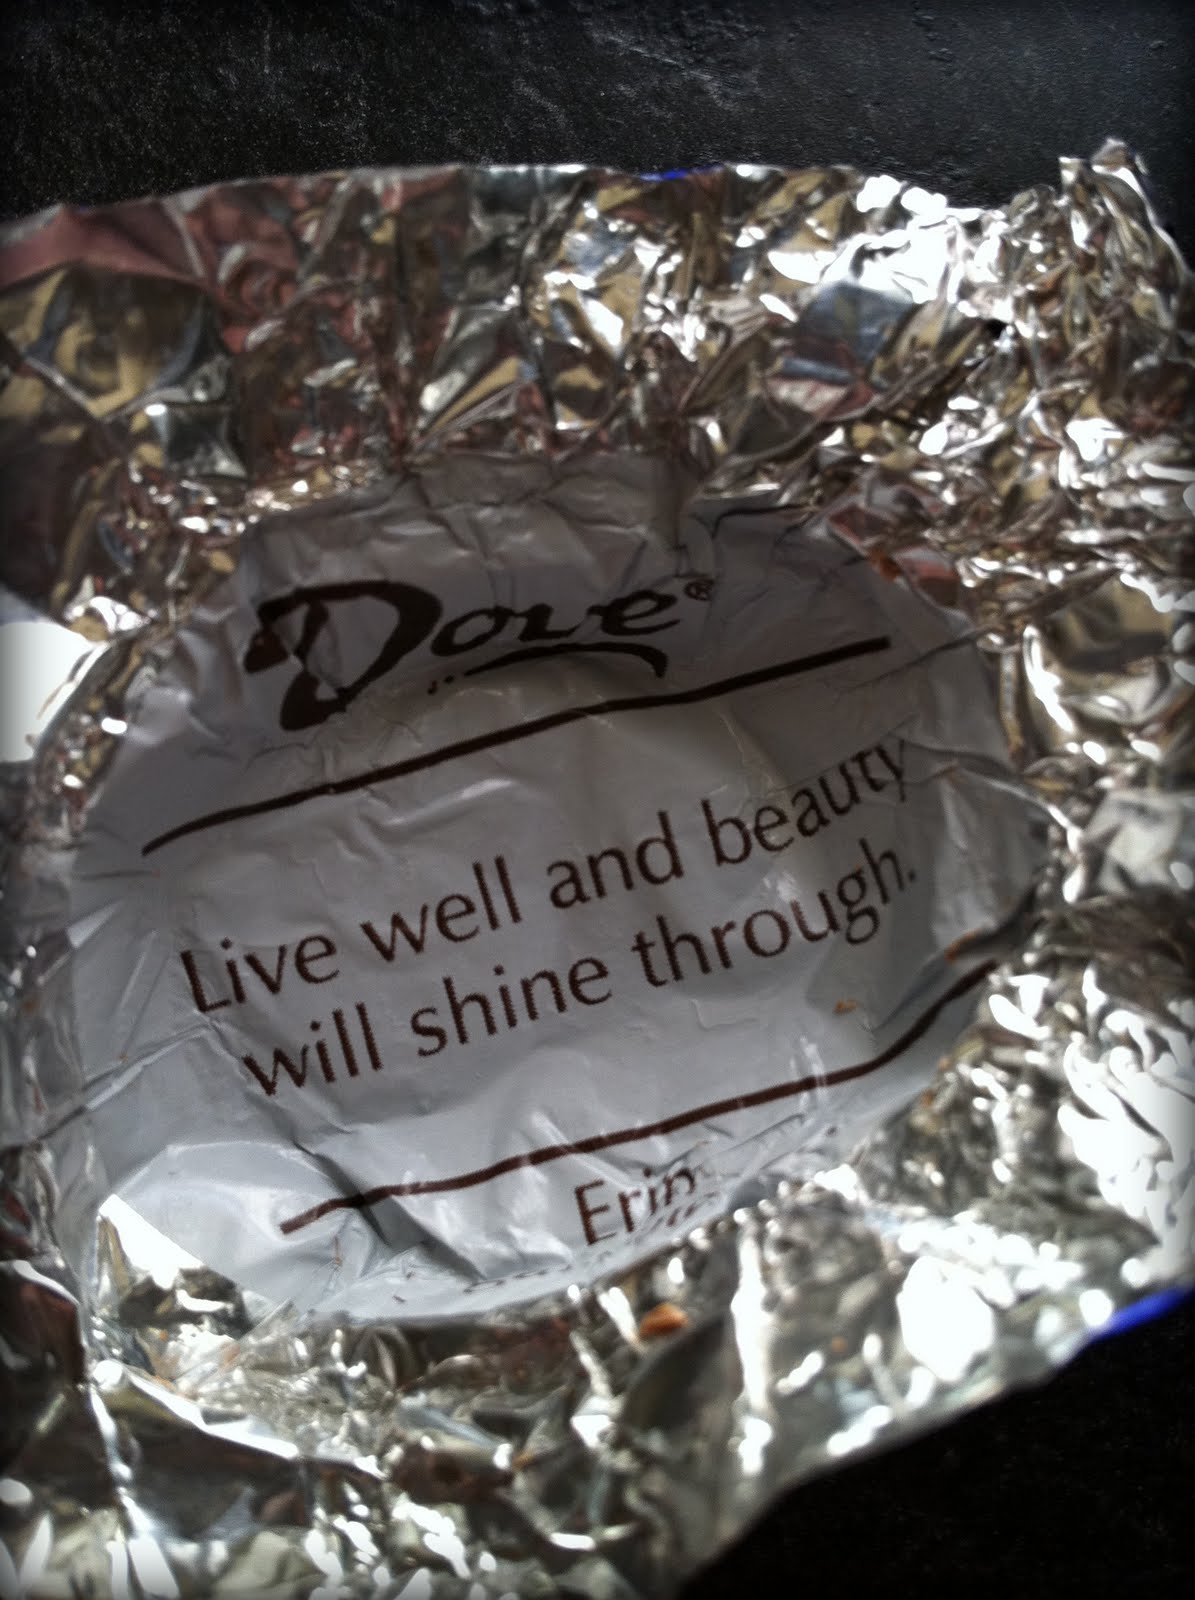 Dove®
Live well and beauty
will shine through.
Erin